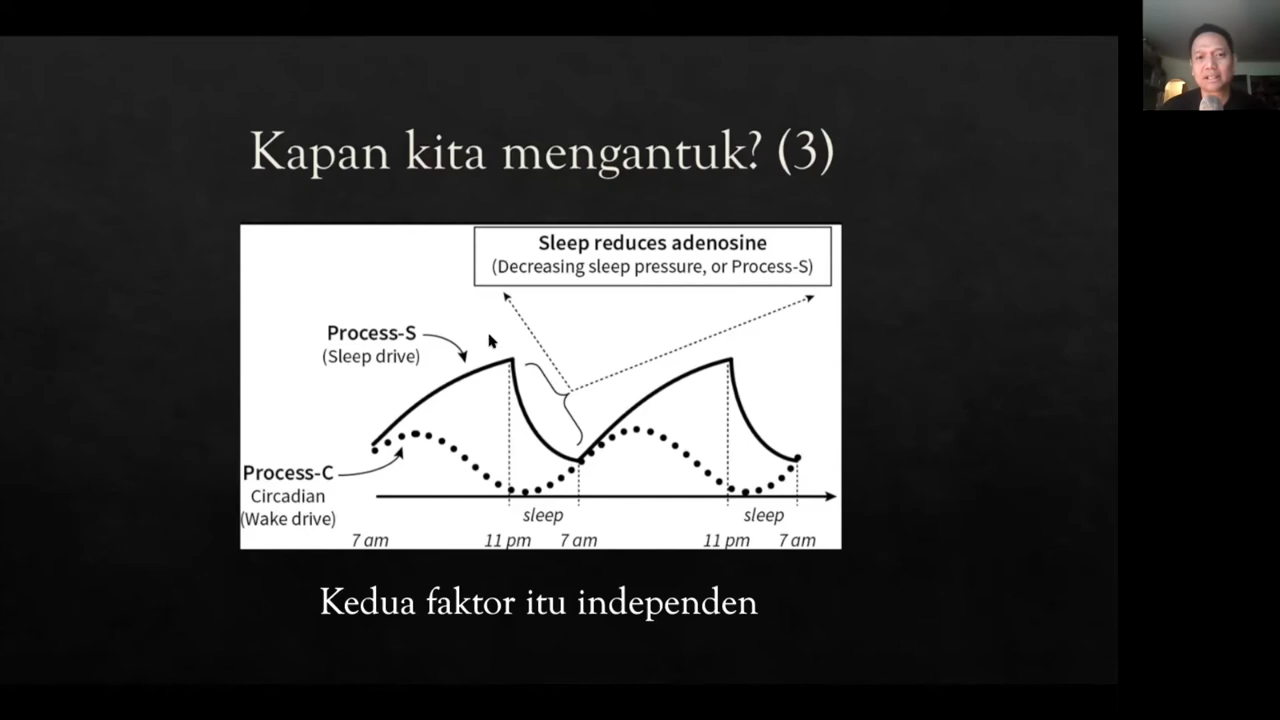 Kapan kita mengantuk? (3)
Sleep reduces adenosine
(Decreasing sleep pressure, or Process-S)
Process-S
(Sleep drive)
Process-C
Circadian
(Wake drive)
sleep
sleep
7 am
11 pm
7 am
11 pm
7 am
Kedua faktor itu independen